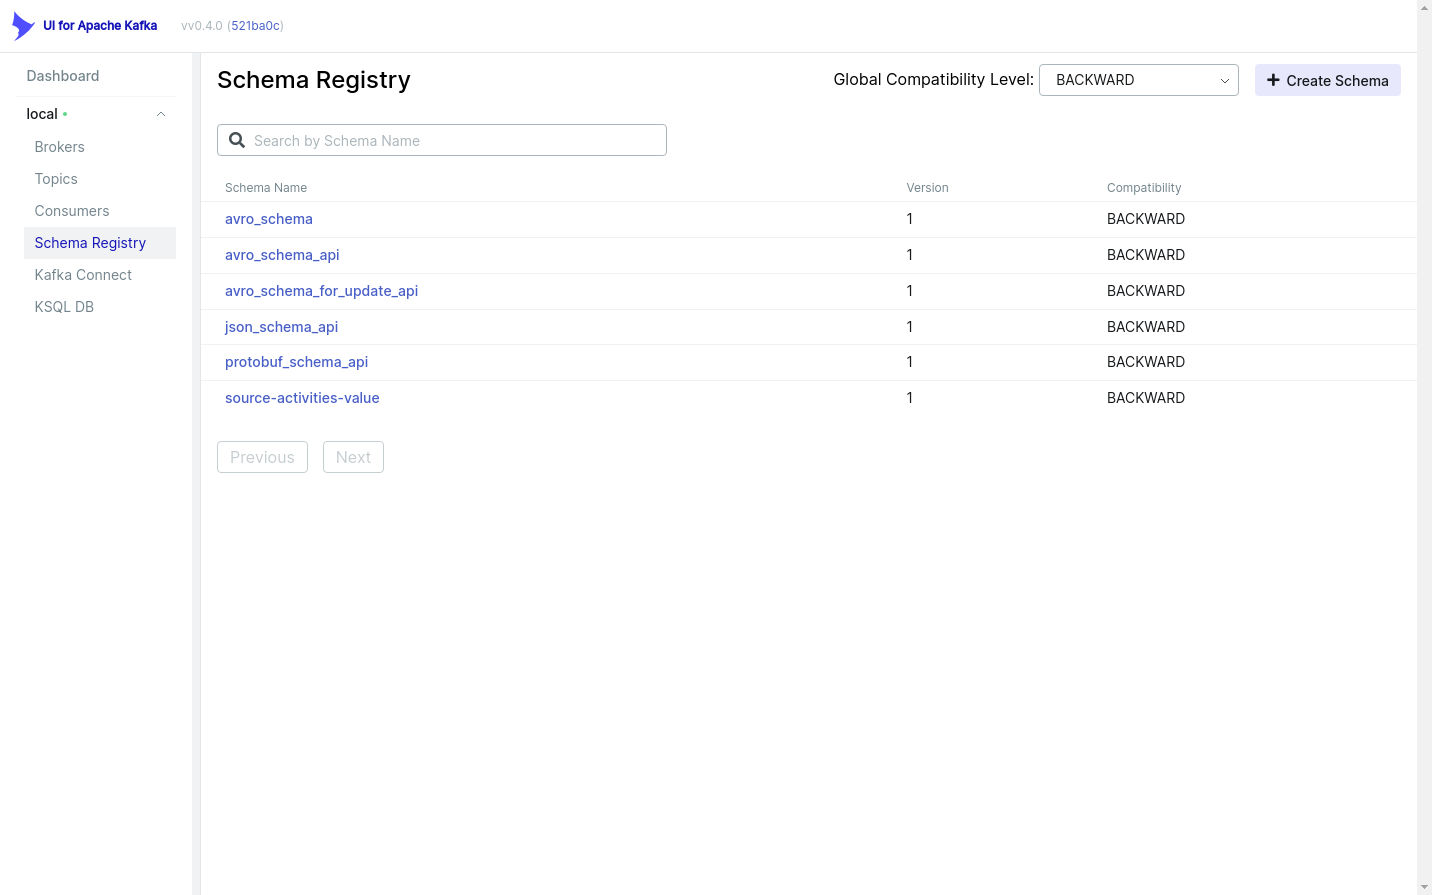 UI for Apache Kafka vv0.4.0 (521ba0c)
Dashboard
local
Brokers
Topics
Consumers
Schema Registry
Kafka Connect
KSQL DB
Schema Registry
Global Compatibility Level: BACKWARD
Create Schema
Search by Schema Name
Schema Name Version Compatibility
avro_schema 1 BACKWARD
avro_schema_api 1 BACKWARD
avro_schema_for_update_api 1 BACKWARD
json_schema_api 1 BACKWARD
protobuf_schema_api 1 BACKWARD
source-activities-value 1 BACKWARD
Previous Next